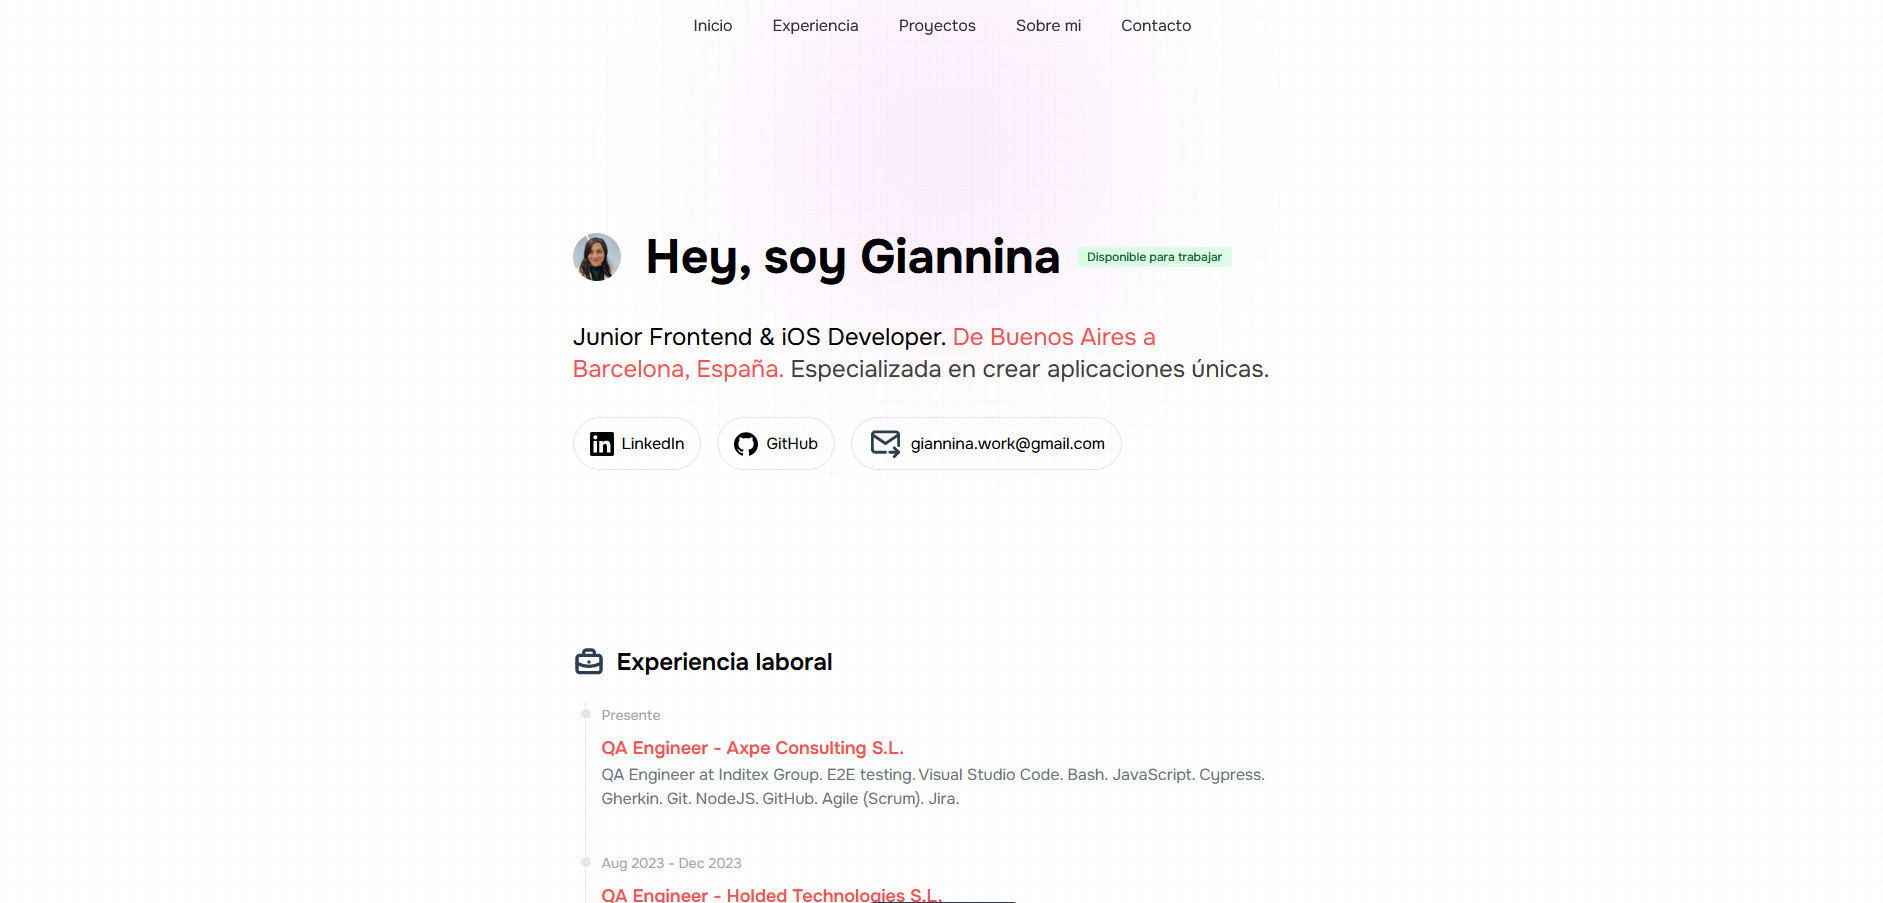 Inicio Experiencia Proyectos Sobre mi Contacto
Hey, soy Giannina Disponible para trabajar
Junior Frontend & iOS Developer. De Buenos Aires a
Barcelona, España. Especializada en crear aplicaciones únicas.
LinkedIn GitHub giannina.work@gmail.com
Experiencia laboral
Presente
QA Engineer - Axpe Consulting S.L.
QA Engineer at Inditex Group. E2E testing. Visual Studio Code. Bash. JavaScript. Cypress.
Gherkin. Git. NodeJS. GitHub. Agile (Scrum). Jira.
Aug 2023 - Dec 2023
QA Engineer - Holded Technologies S.L.